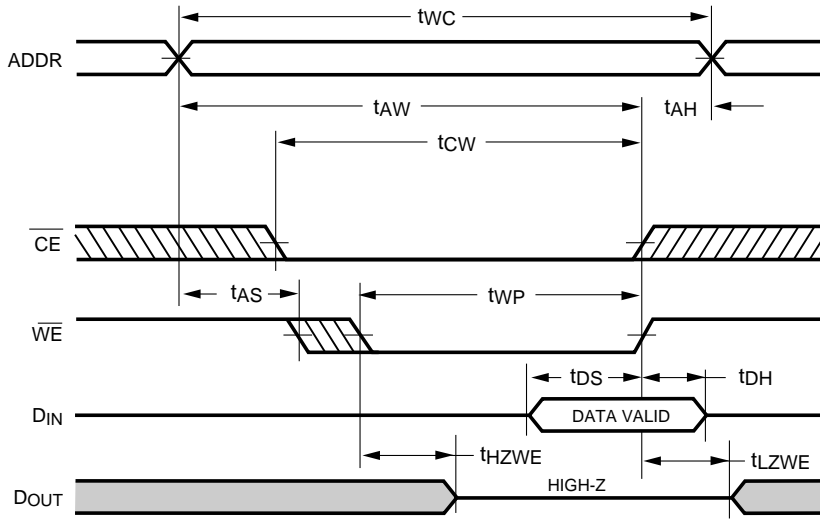 tWC
ADDR
tAW
tAH
tCW
CE
tAS
tWP
WE
tDS
tDH
DIN
DATA VALID
tHZWE
tLZWE
HIGH-Z
DOUT